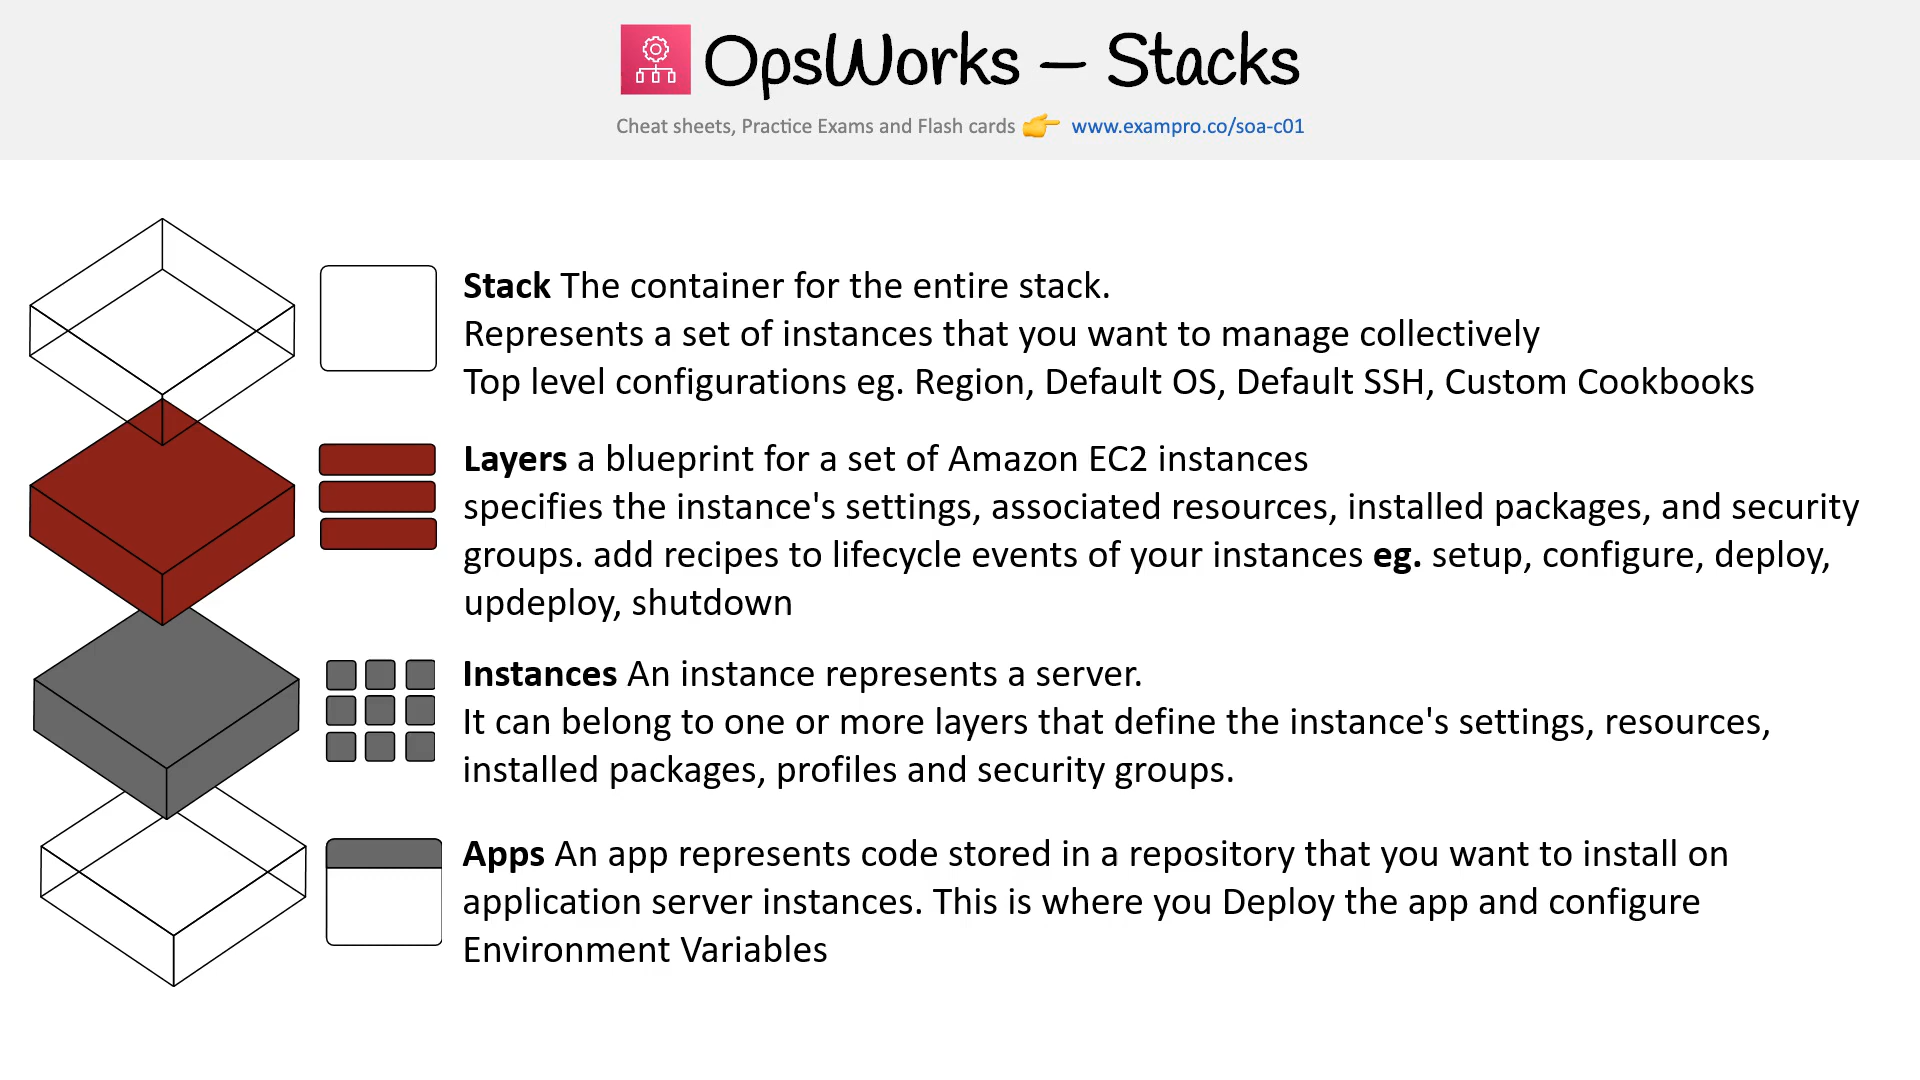 OpsWorks – Stacks
Cheat sheets, Practice Exams and Flash cards 👉 www.exampro.co/soa-c01
Stack The container for the entire stack.
Represents a set of instances that you want to manage collectively
Top level configurations eg. Region, Default OS, Default SSH, Custom Cookbooks
Layers a blueprint for a set of Amazon EC2 instances
specifies the instance's settings, associated resources, installed packages, and security
groups. add recipes to lifecycle events of your instances eg. setup, configure, deploy,
updeploy, shutdown
Instances An instance represents a server.
It can belong to one or more layers that define the instance's settings, resources,
installed packages, profiles and security groups.
Apps An app represents code stored in a repository that you want to install on
application server instances. This is where you Deploy the app and configure
Environment Variables